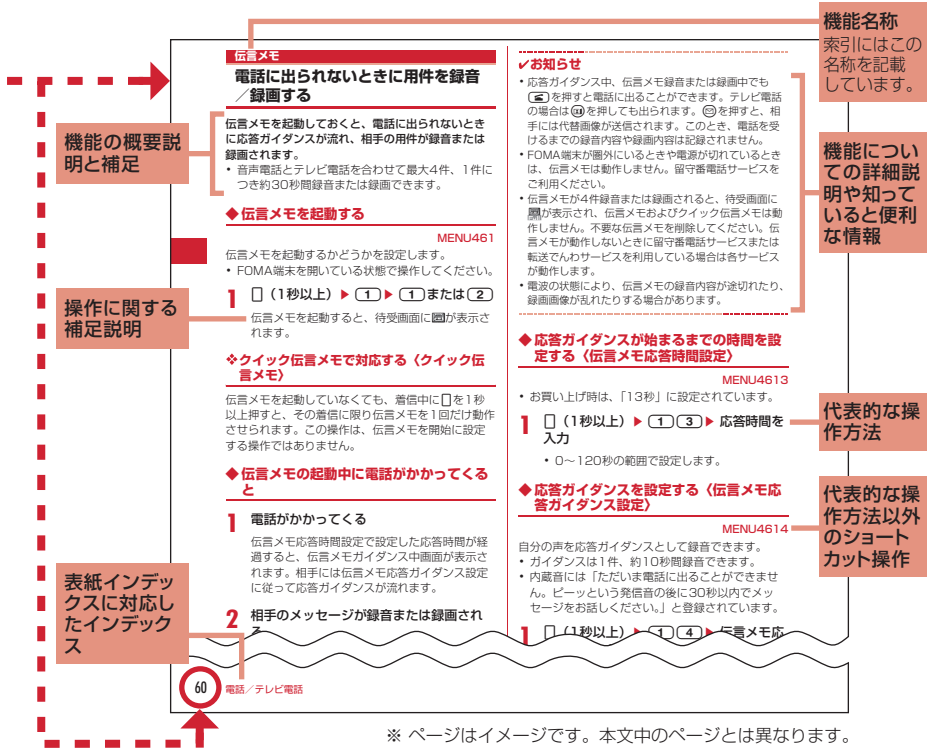 機能名称
索引にはこの
名称を記載
しています。
機能の概要説
明と補足
操作に関する
補足説明
表紙インデッ
クスに対応し
たインデック
ス
機能につい
ての詳細説
明や知って
いると便利
な情報
代表的な操
作方法
代表的な操
作方法以外
のショート
カット操作
伝言メモ
電話に出られないときに用件を録音
／録画する
伝言メモを起動しておくと、電話に出られないとき
に応答ガイダンスが流れ、相手の用件が録音または
録画されます。
• 音声電話とテレビ電話を合わせて最大4件、1件に
つき約30秒間録音または録画できます。
◆伝言メモを起動する
MENU461
伝言メモを起動するかどうかを設定します。
• FOMA端末を開いている状態で操作してください。
1 （1秒以上）▶1▶1または2
伝言メモを起動すると、待受画面にが表示さ
れます。
❖クイック伝言メモで対応する〈クイック伝
言メモ〉
伝言メモを起動していなくても、着信中にを1秒
以上押すと、その着信に限り伝言メモを1回だけ動作
させられます。この操作は、伝言メモを開始に設定
する操作ではありません。
◆伝言メモの起動中に電話がかかってくる
と
1 電話がかかってくる
伝言メモ応答時間設定で設定した応答時間が経
過すると、伝言メモガイダンス中画面が表示さ
れます。相手には伝言メモ応答ガイダンス設定
に従って応答ガイダンスが流れます。
2 相手のメッセージが録音または録画され
✔お知らせ
• 応答ガイダンス中、伝言メモ録音または録画中でも
を押すと電話に出ることができます。テレビ電話
の場合はを押しても出られます。を押すと、相
手には代替画像が送信されます。このとき、電話を受
けるまでの録音内容や録画内容は記録されません。
• FOMA端末が圏外にいるときや電源が切れているとき
は、伝言メモは動作しません。留守番電話サービスを
ご利用ください。
• 伝言メモが4件録音または録画されると、待受画面に
が表示され、伝言メモおよびクイック伝言メモは動
作しません。不要な伝言メモを削除してください。伝
言メモが動作しないときに留守番電話サービスまたは
転送でんわサービスを利用している場合は各サービス
が動作します。
• 電波の状態により、伝言メモの録音内容が途切れたり、
録画画像が乱れたりする場合があります。
◆応答ガイダンスが始まるまでの時間を設
定する〈伝言メモ応答時間設定〉
MENU4613
• お買い上げ時は、「13秒」に設定されています。
1 （1秒以上）▶1 3▶応答時間を
入力
• 0～120秒の範囲で設定します。
◆応答ガイダンスを設定する〈伝言メモ応
答ガイダンス設定〉
MENU4614
自分の声を応答ガイダンスとして録音できます。
• ガイダンスは1件、約10秒間録音できます。
• 内蔵音には「ただいま電話に出ることができませ
ん。ピーッという発信音の後に30秒以内でメッ
セージをお話しください。」と登録されています。
1 （1秒以上）▶1 4▶伝言メモ応
60 電話／テレビ電話
※ ページはイメージです。本文中のページとは異なります。